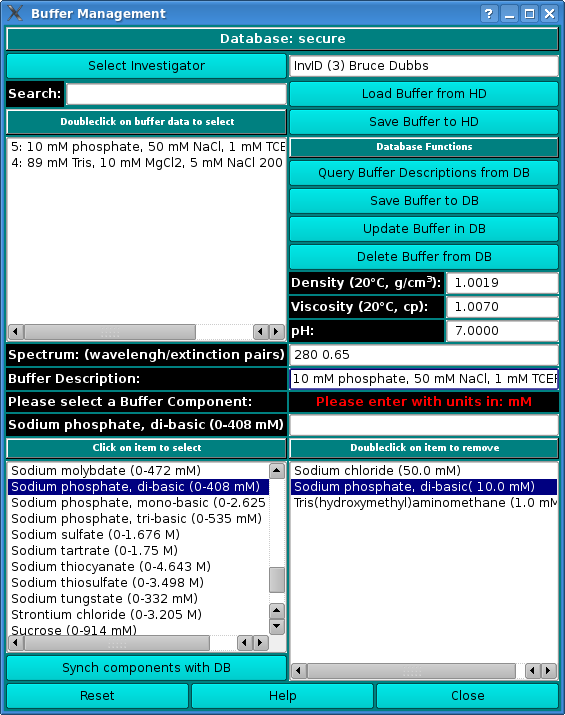 Buffer Management
Database: secure
Select Investigator
InvID (3) Bruce Dubbs
Search:
Load Buffer from HD
Doubleclick on buffer data to select
Save Buffer to HD
5: 10 mM phosphate, 50 mM NaCl, 1 mM TCE
4: 89 mM Tris, 10 mM MgCl2, 5 mM NaCl 200
Database Functions
Query Buffer Descriptions from DB
Save Buffer to DB
Update Buffer in DB
Delete Buffer from DB
Density (20°C, g/cm³): 1.0019
Viscosity (20°C, cp): 1.0070
pH: 7.0000
Spectrum: (wavelengh/extinction pairs) 280 0.65
Buffer Description: 10 mM phosphate, 50 mM NaCl, 1 mM TCEP
Please select a Buffer Component: Please enter with units in: mM
Sodium phosphate, di-basic (0-408 mM)
Click on item to select
Doubleclick on item to remove
Sodium molybdate (0-472 mM)
Sodium phosphate, di-basic (0-408 mM)
Sodium phosphate, mono-basic (0-2.625
Sodium phosphate, tri-basic (0-535 mM)
Sodium sulfate (0-1.676 M)
Sodium tartrate (0-1.75 M)
Sodium thiocyanate (0-4.643 M)
Sodium thiosulfate (0-3.498 M)
Sodium tungstate (0-332 mM)
Strontium chloride (0-3.205 M)
Sucrose (0-914 mM)
Sodium chloride (50.0 mM)
Sodium phosphate, di-basic( 10.0 mM)
Tris(hydroxymethyl)aminomethane (1.0 mM
Synch components with DB
Reset
Help
Close